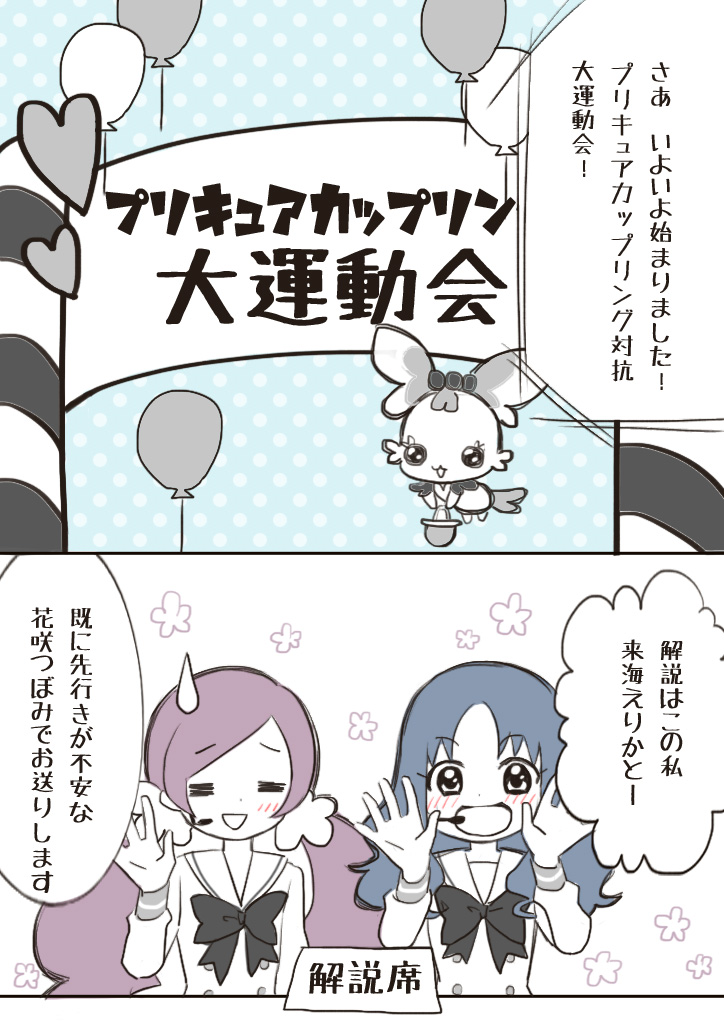 さあ　いよいよ始まりました！
プリキュアカップリング対抗
大運動会！
プリキュアカップリン
大運動会
解説はこの私
来海えりかとー
既に先行きが不安な
花咲つぼみでお送りします
解説席